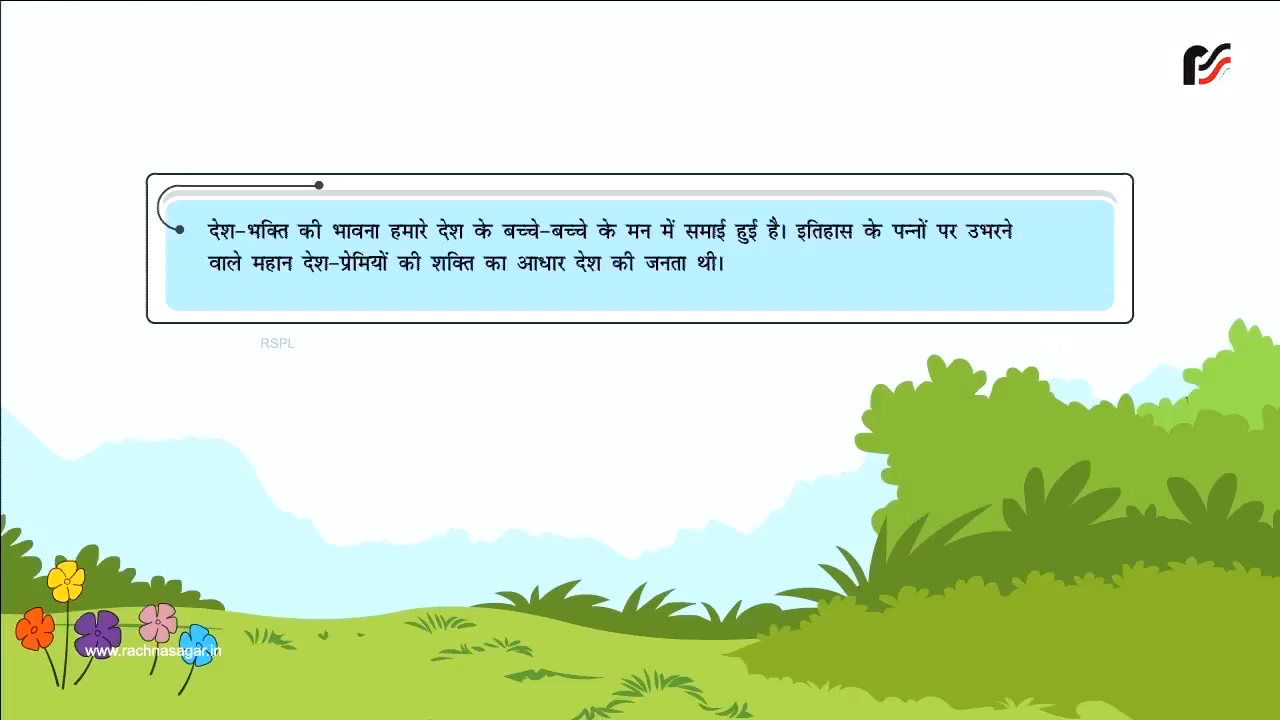 देश-भक्ति की भावना हमारे देश के बच्चे-बच्चे के मन में समाई हुई है। इतिहास के पन्नों पर उभरने
वाले महान देश-प्रेमियों की शक्ति का आधार देश की जनता थी।
RSPL
www.rachnasagar.in